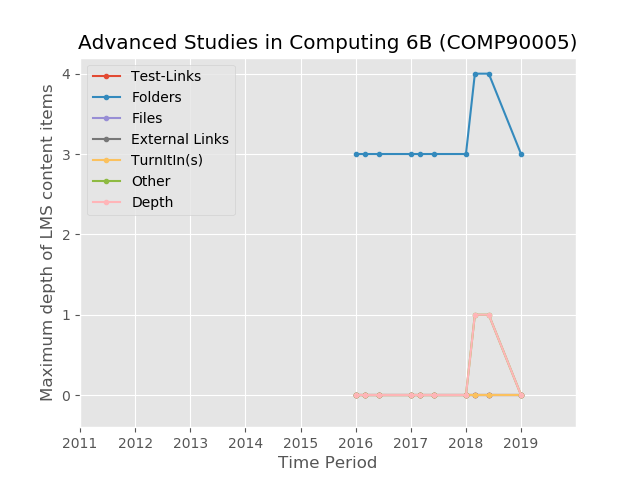 Advanced Studies in Computing 6B (COMP90005)
Maximum depth of LMS content items
4
3
2
1
0
Test-Links
Folders
Files
External Links
TurnItIn(s)
Other
Depth
2011 2012 2013 2014 2015 2016 2017 2018 2019
Time Period